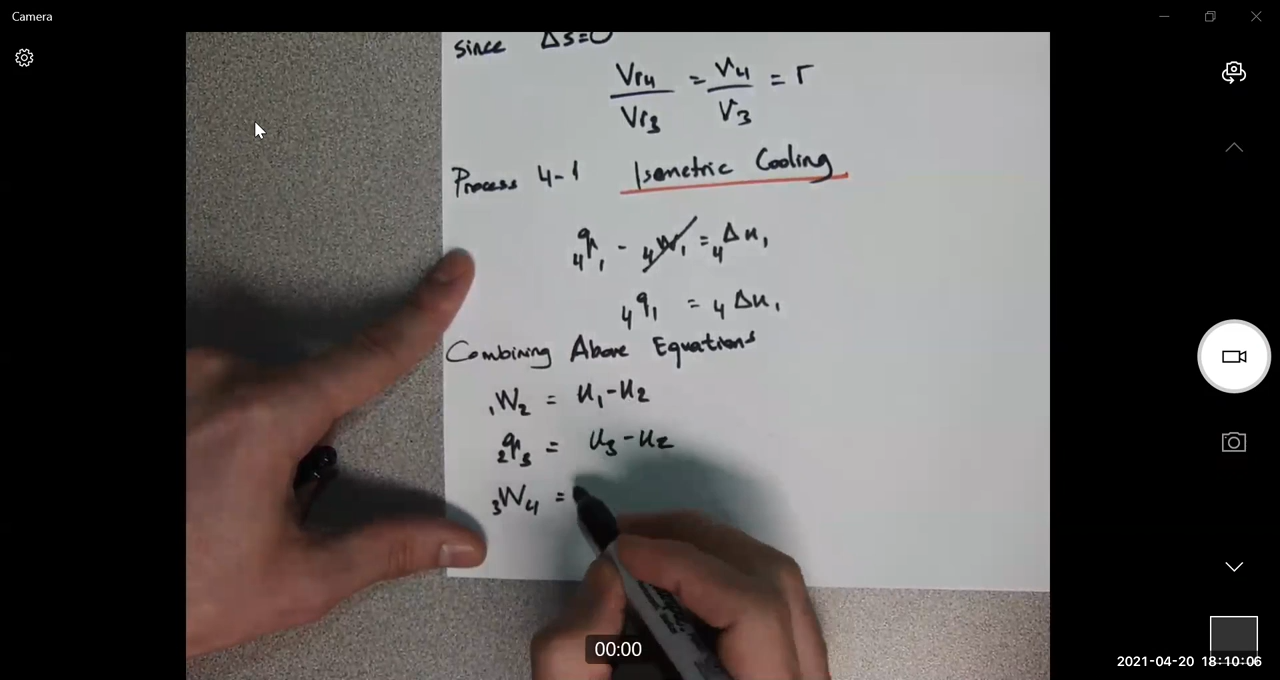 Camera
since Δs=0
Vr4 / Vr3 = V4 / V3 = r
Process 4-1 Isometric Cooling
4q1 - 4W1 = 4Δu1
4q1 = 4Δu1
Combining Above Equations
1W2 = u1-u2
2q3 = u3-u2
3W4 =
00:00
2021-04-20 18:10:06